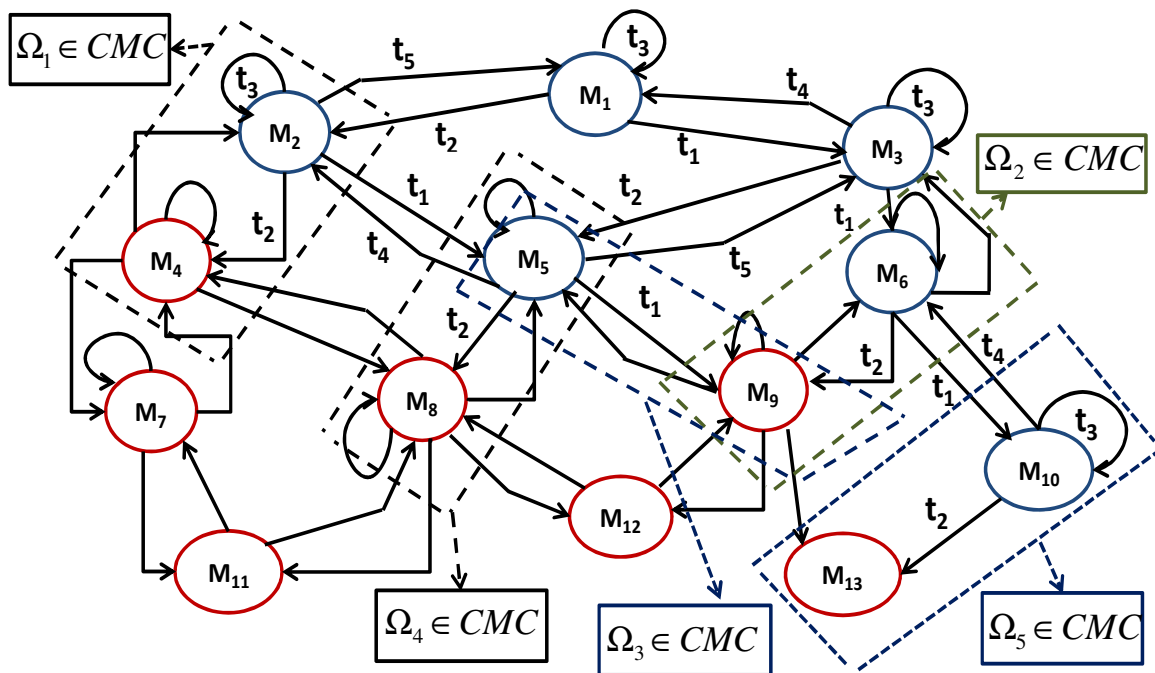 Ω₁ ∈ CMC
t₃
t₅
t₃
M₁
t₄
t₃
M₂
t₂
t₁
M₃
Ω₂ ∈ CMC
t₁
t₂
t₁
t₂
t₄
t₅
M₄
M₅
M₆
t₁
t₂
t₂
t₄
t₁
M₇
M₈
M₉
t₃
M₁₀
M₁₂
t₂
M₁₁
M₁₃
Ω₄ ∈ CMC
Ω₃ ∈ CMC
Ω₅ ∈ CMC